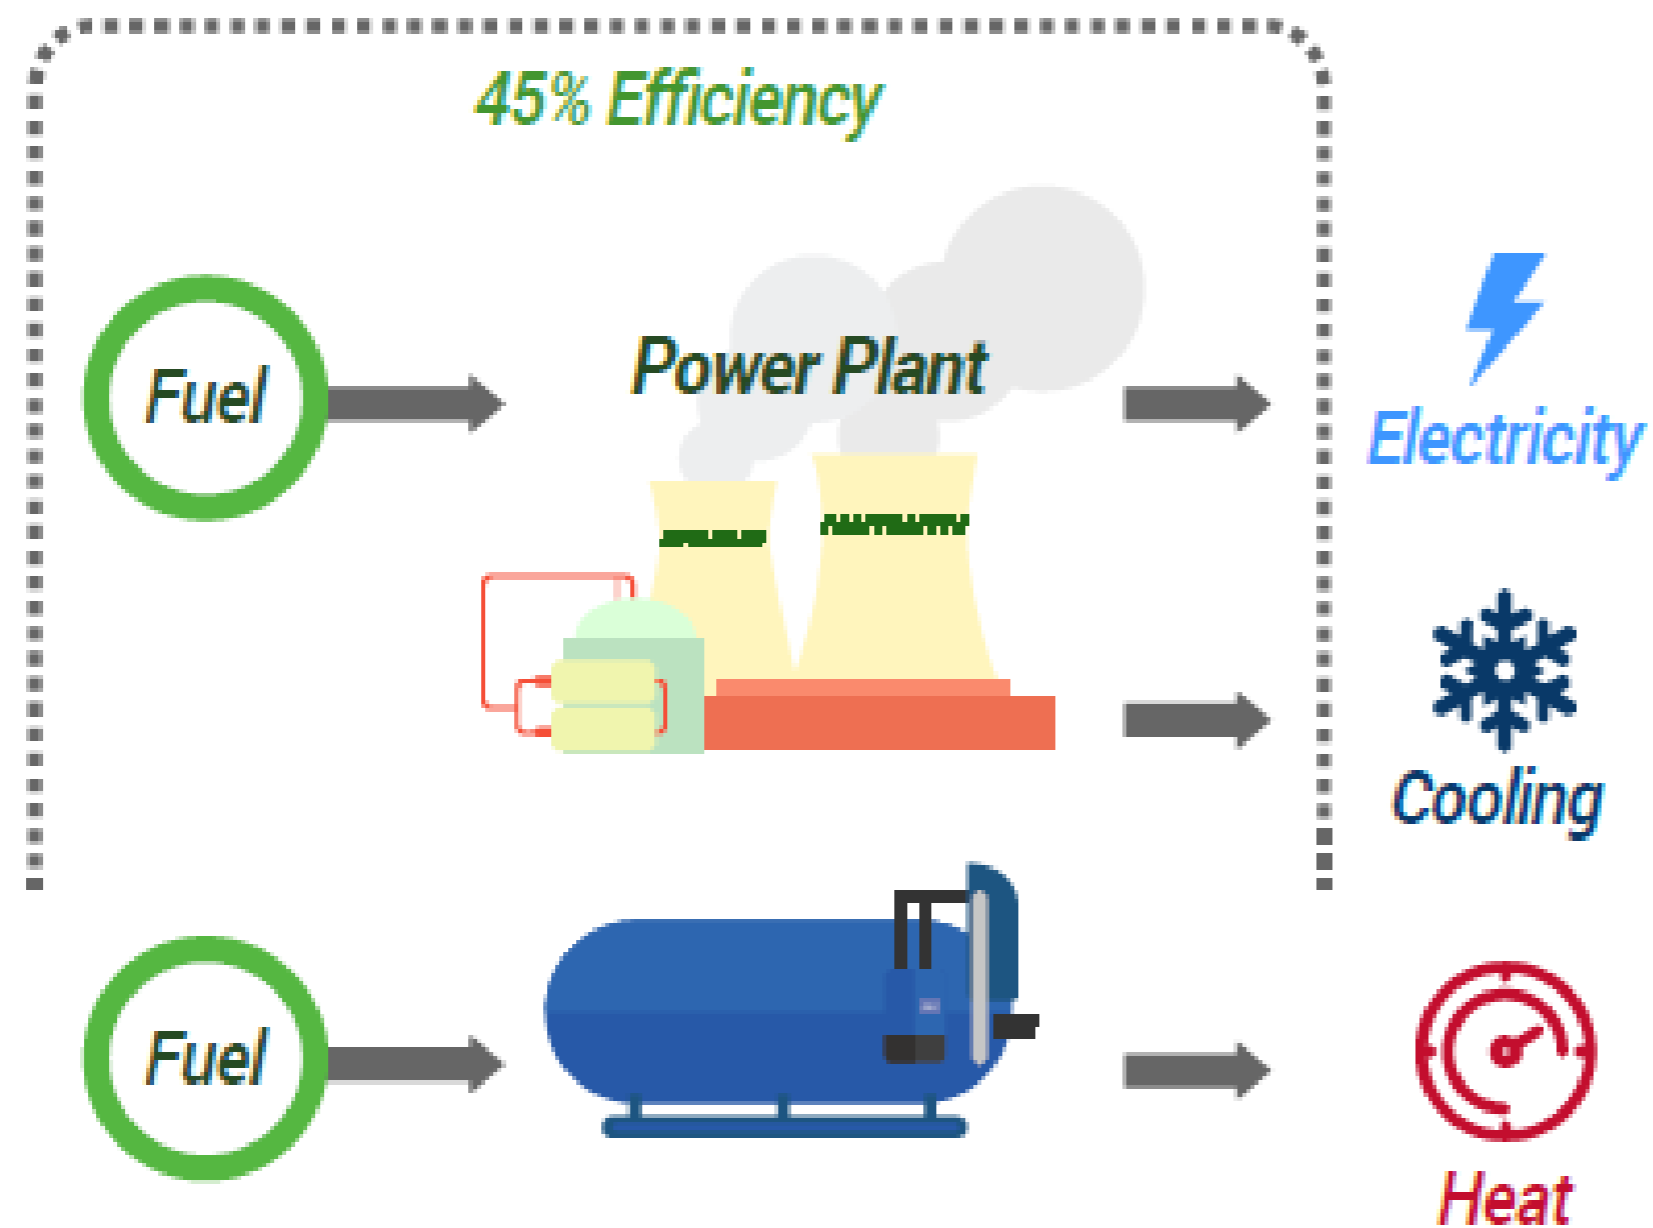 45% Efficiency
Fuel
Power Plant
Electricity
Cooling
Fuel
Heat